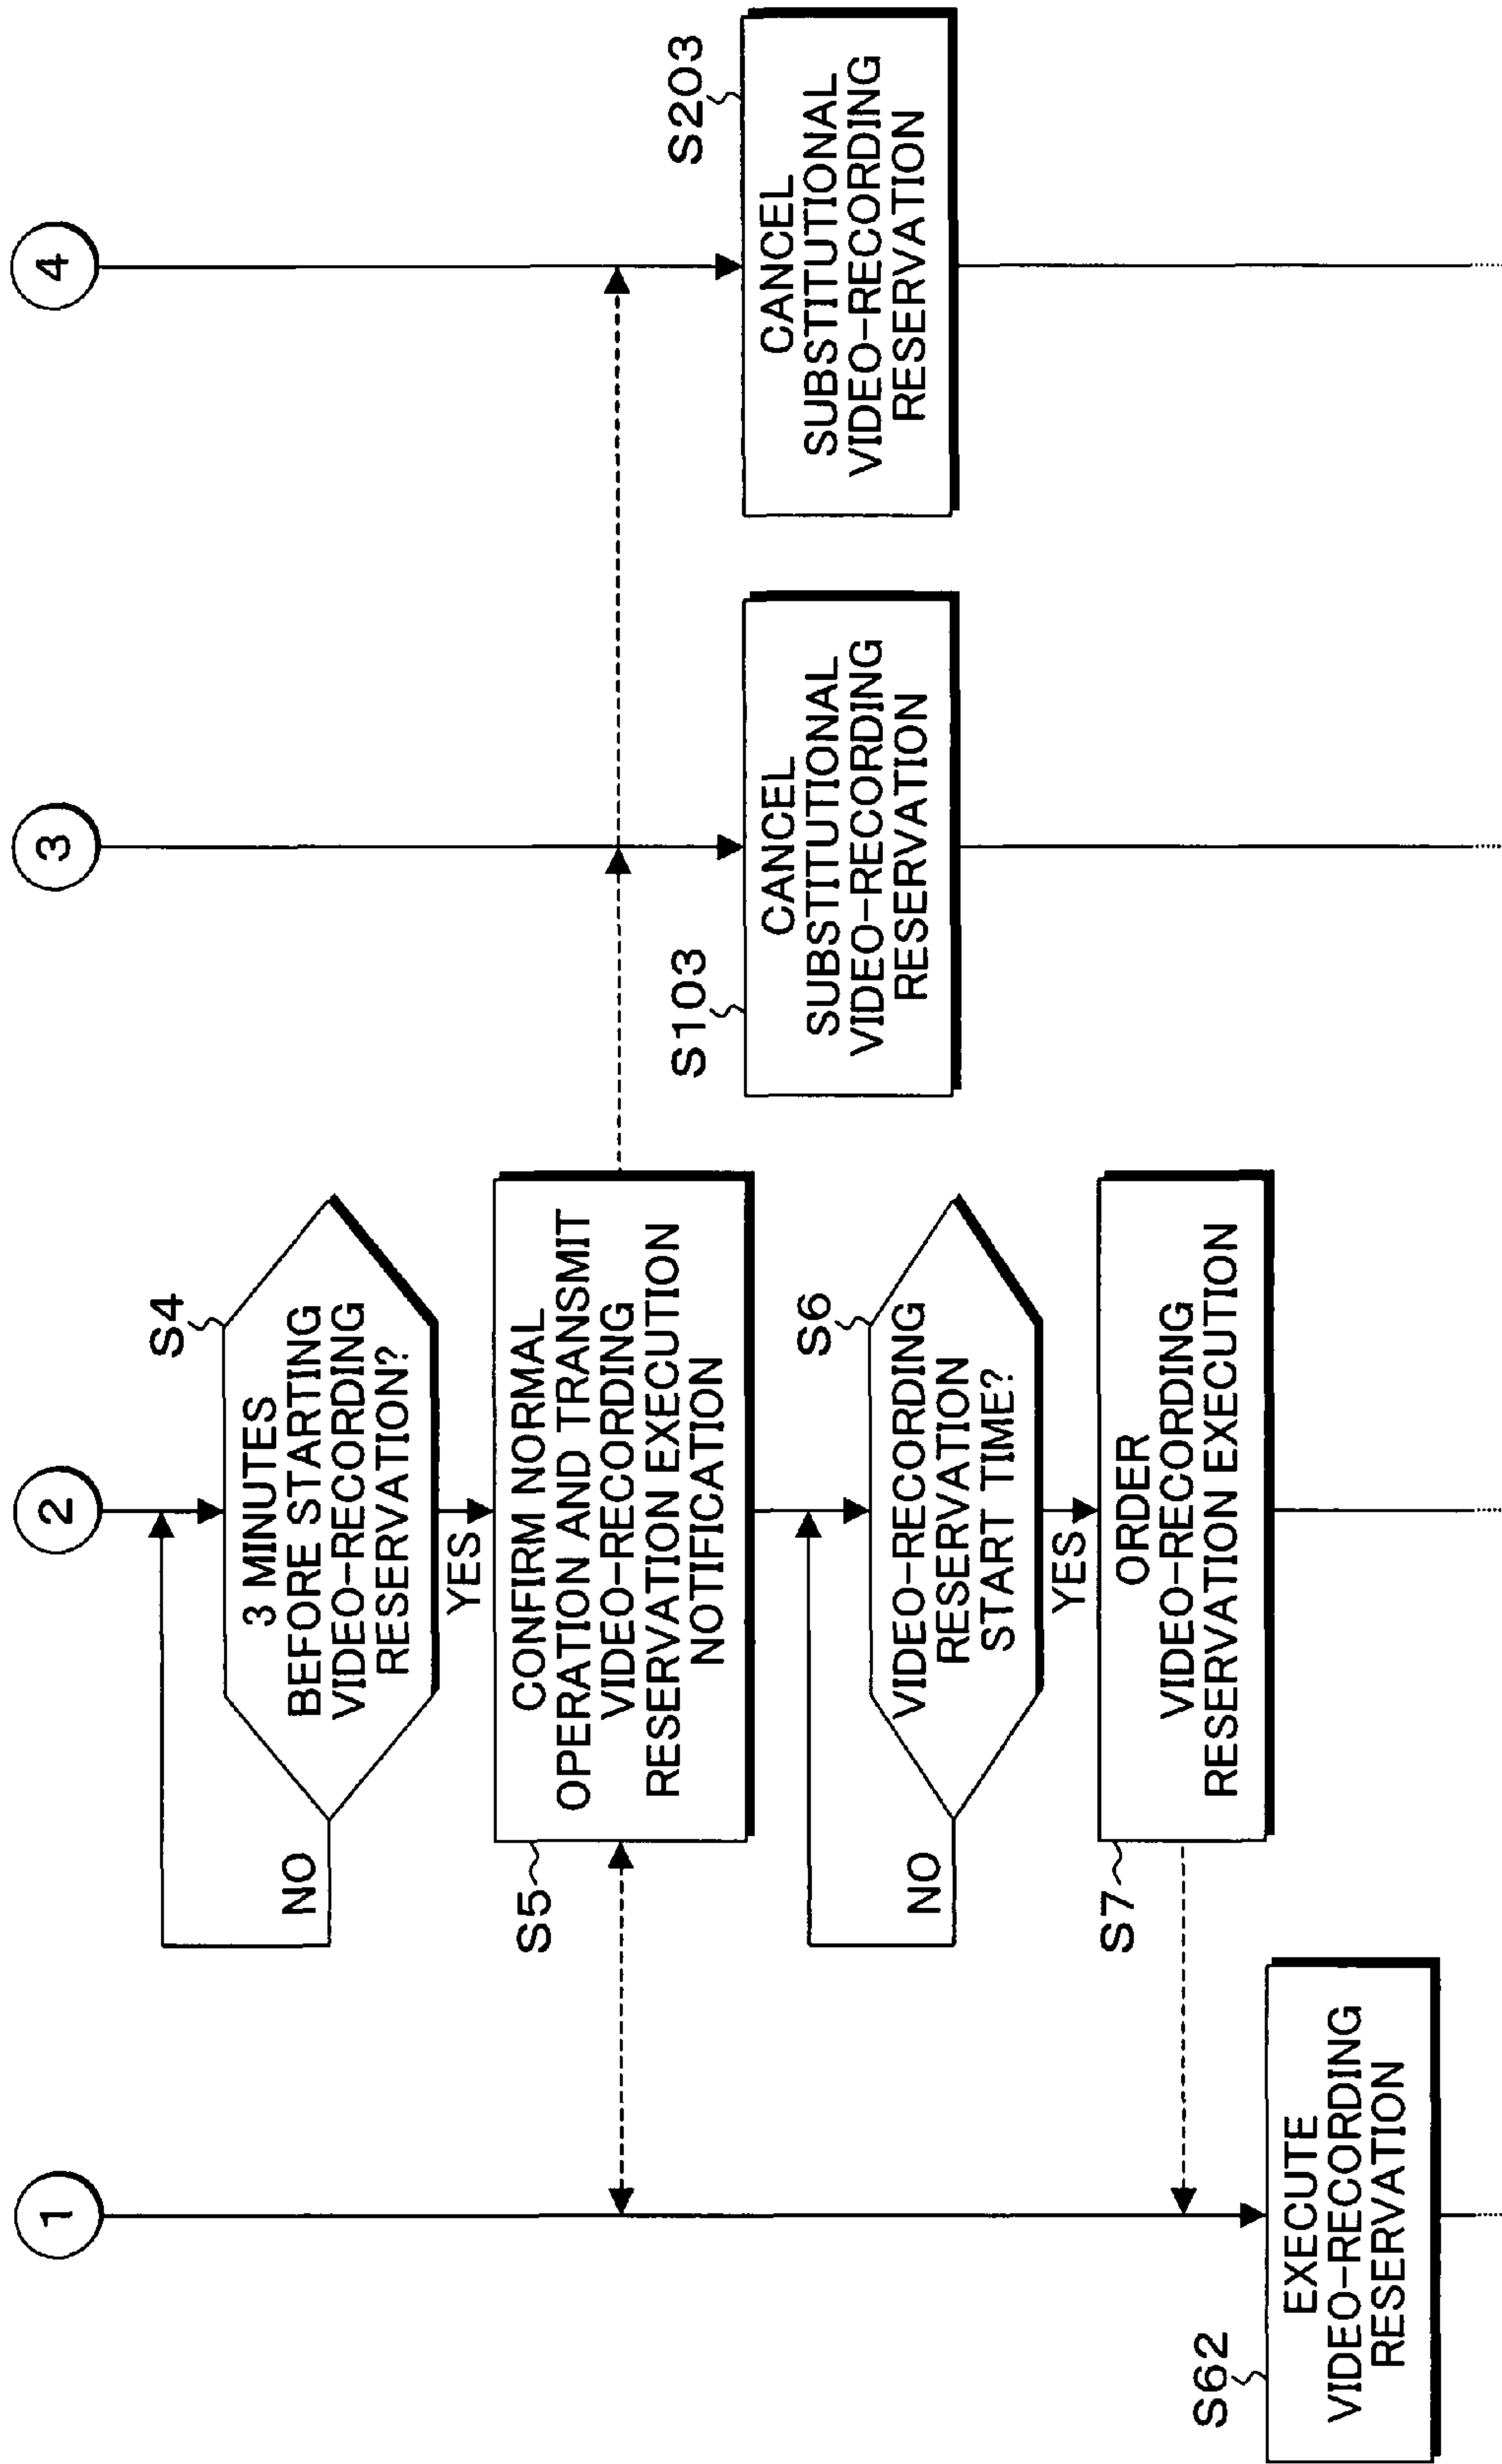 1
2
3
4
S4
3 MINUTES
BEFORE STARTING
VIDEO-RECORDING
RESERVATION?
NO
YES
S5
CONFIRM NORMAL
OPERATION AND TRANSMIT
VIDEO-RECORDING
RESERVATION EXECUTION
NOTIFICATION
S103
CANCEL
SUBSTITUTIONAL
VIDEO-RECORDING
RESERVATION
S203
CANCEL
SUBSTITUTIONAL
VIDEO-RECORDING
RESERVATION
S6
VIDEO-RECORDING
RESERVATION
START TIME?
NO
YES
S7
ORDER
VIDEO-RECORDING
RESERVATION EXECUTION
S62
EXECUTE
VIDEO-RECORDING
RESERVATION